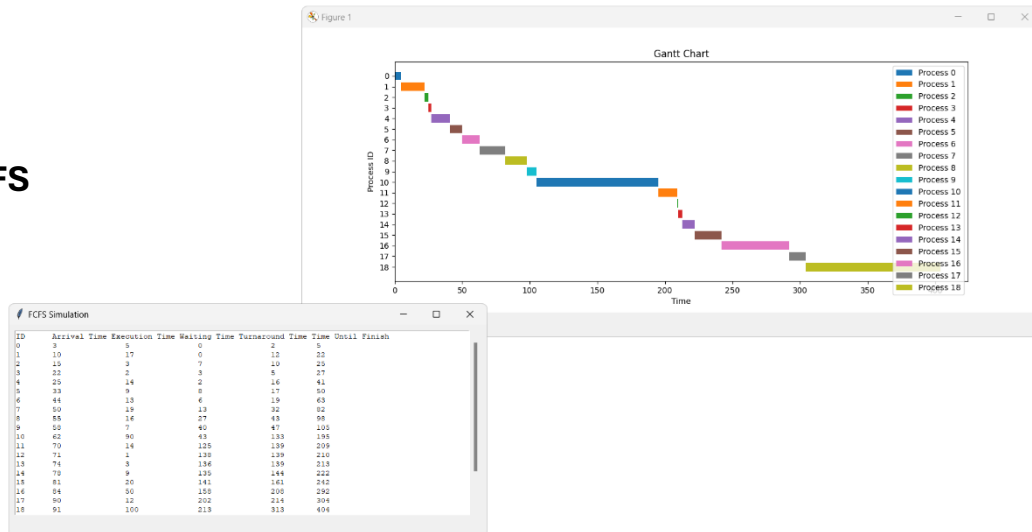 FS
Figure 1
Gantt Chart
0
1
2
3
4
5
6
7
8
9
10
11
12
13
14
15
16
17
18
Process ID
0 50 100 150 200 250 300 350
Time
Process 0
Process 1
Process 2
Process 3
Process 4
Process 5
Process 6
Process 7
Process 8
Process 9
Process 10
Process 11
Process 12
Process 13
Process 14
Process 15
Process 16
Process 17
Process 18
FCFS Simulation
ID Arrival Time Execution Time Waiting Time Turnaround Time Time Until Finish
0 3 5 0 2 5
1 10 17 0 12 22
2 15 3 7 10 25
3 22 2 3 5 27
4 25 14 2 16 41
5 33 9 8 17 50
6 44 13 6 19 63
7 50 19 13 32 82
8 55 16 27 43 98
9 58 7 40 47 105
10 62 90 43 133 195
11 70 14 125 139 209
12 71 1 138 139 210
13 74 3 136 139 213
14 78 9 135 144 222
15 81 20 141 161 242
16 84 50 158 208 292
17 90 12 202 214 304
18 91 100 213 313 404